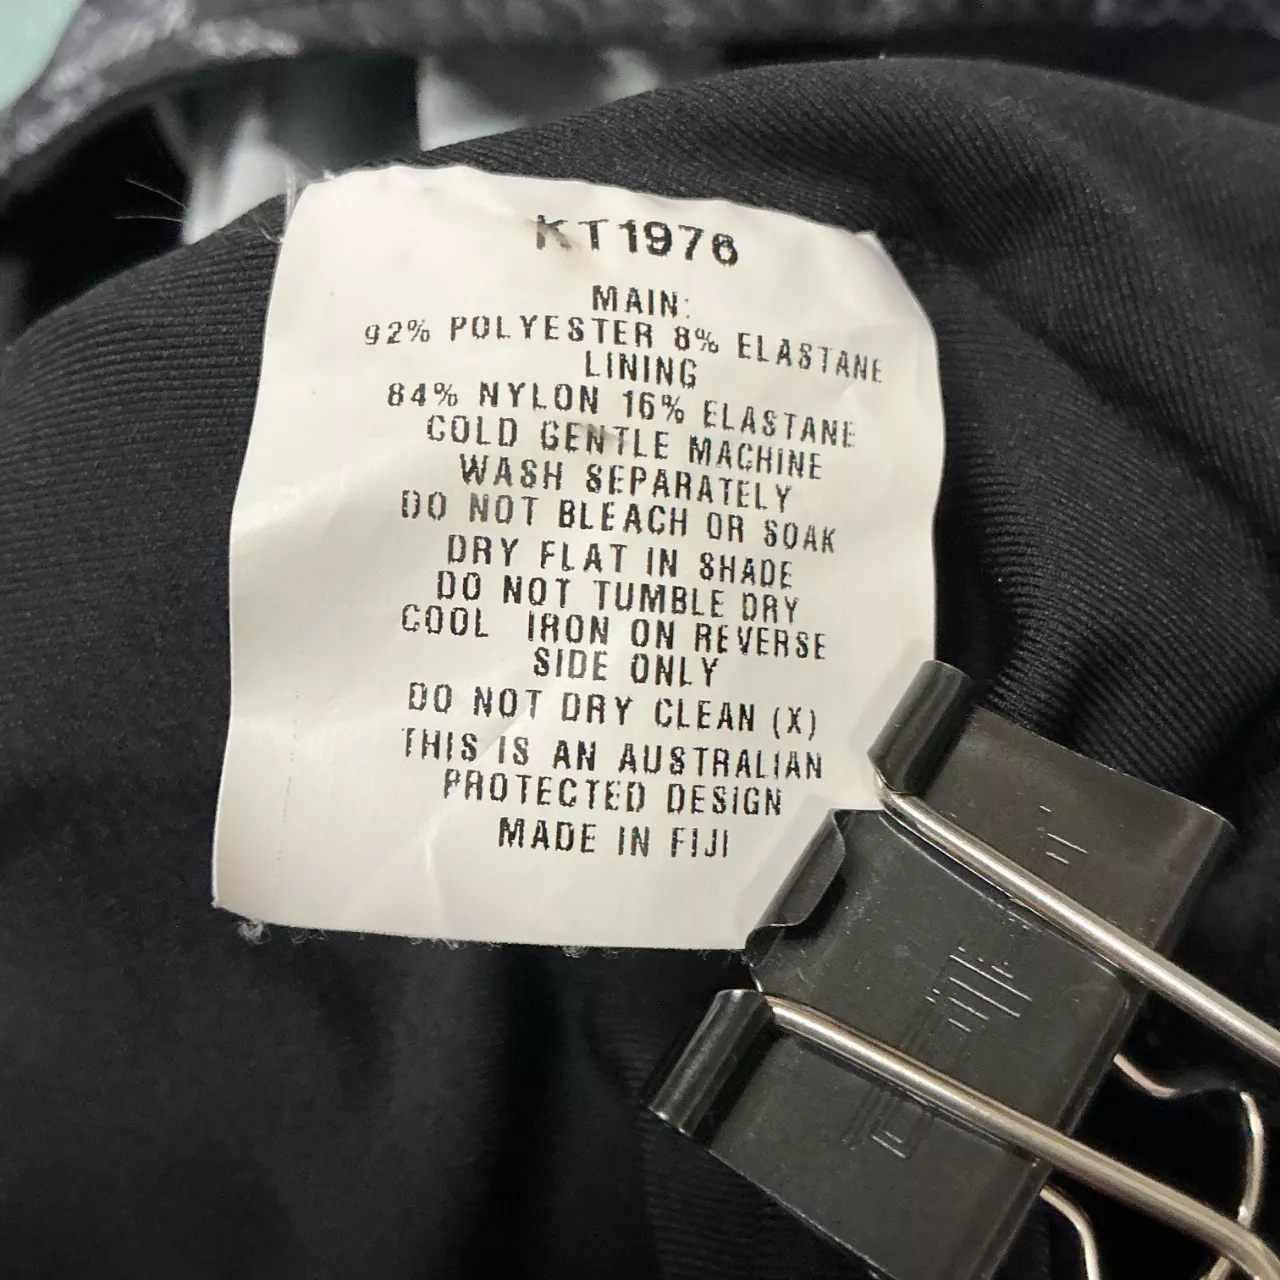 KT1976
MAIN:
92% POLYESTER 8% ELASTANE
LINING
84% NYLON 16% ELASTANE
COLD GENTLE MACHINE
WASH SEPARATELY
DO NOT BLEACH OR SOAK
DRY FLAT IN SHADE
DO NOT TUMBLE DRY
COOL IRON ON REVERSE
SIDE ONLY
DO NOT DRY CLEAN (X)
THIS IS AN AUSTRALIAN
PROTECTED DESIGN
MADE IN FIJI